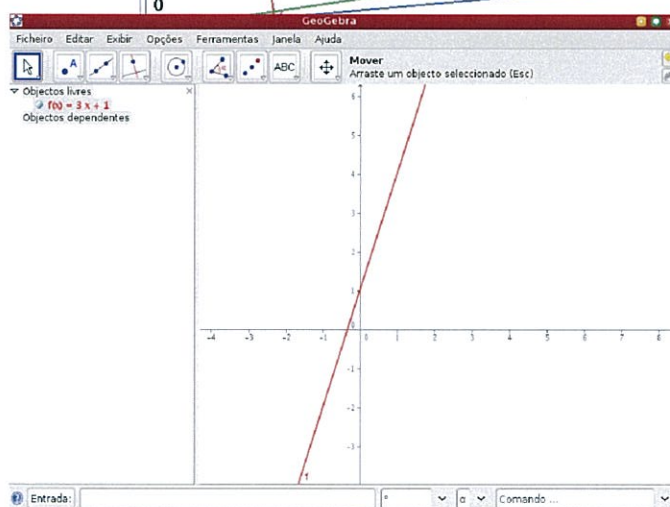 0
GeoGebra
Ficheiro Editar Exibir Opções Ferramentas Janela Ajuda
A
ABC
Mover
Arraste um objecto seleccionado (Esc)
Objectos livres
f(x) = 3 x + 1
Objectos dependentes
6
5
4
3
2
1
0
-1
-2
-3
-4 -3 -2 -1 0 1 2 3 4 5 6 7 8
f
Entrada:
° α Comando ...